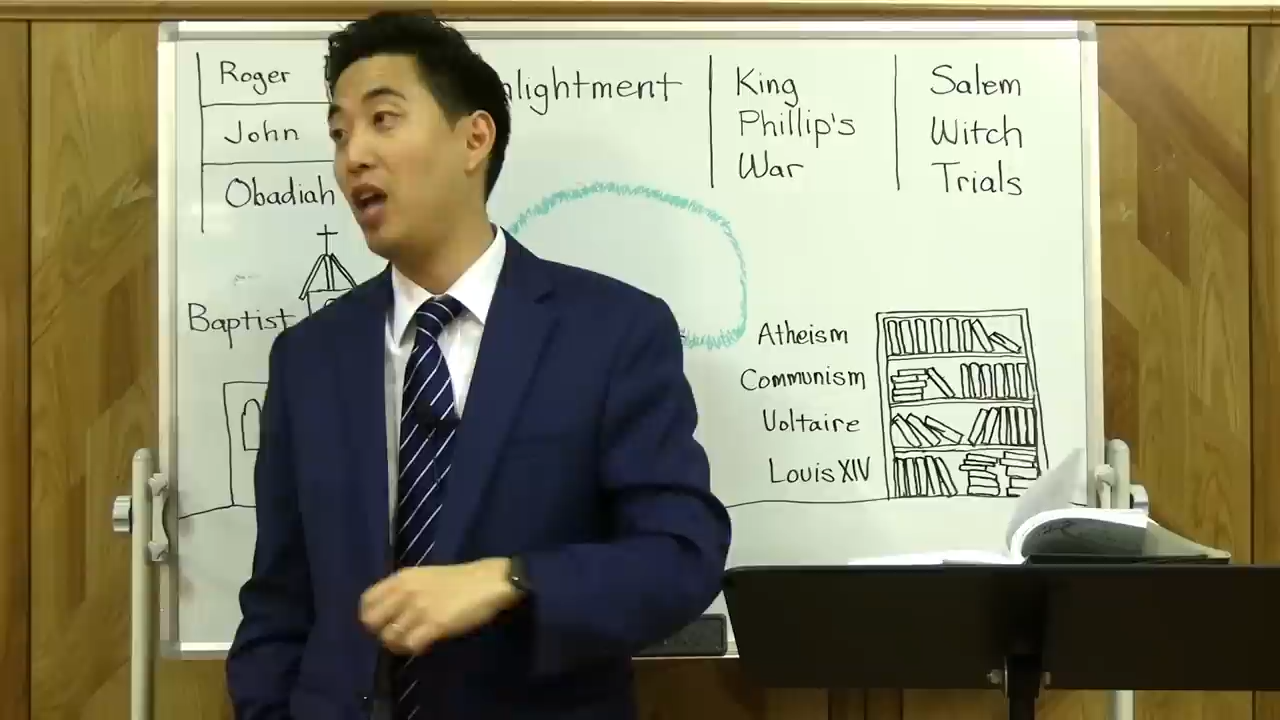 Roger
John
Obadiah
nlightment
King
Phillip's
War
Salem
Witch
Trials
Baptist
Atheism
Communism
Voltaire
Louis XIV